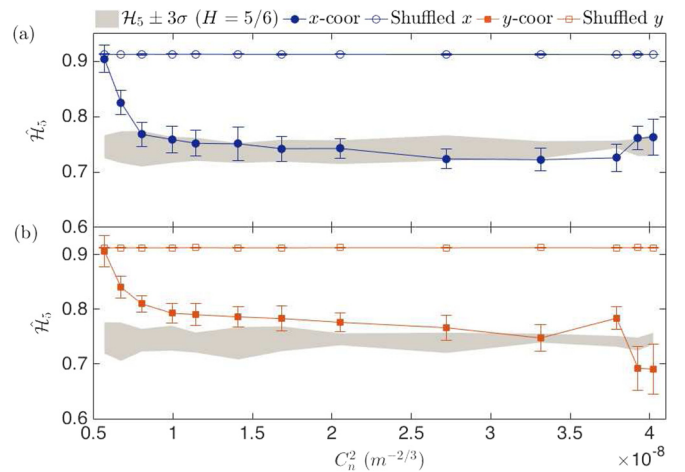 ℋ₅ ± 3σ (H = 5/6) x-coor Shuffled x y-coor Shuffled y
(a)
0.9
0.8
0.7
0.6
ℋ̂₅
(b)
0.9
0.8
0.7
0.6
ℋ̂₅
0.5 1 1.5 2 2.5 3 3.5 4
C²ₙ (m⁻²/³)
×10⁻⁸